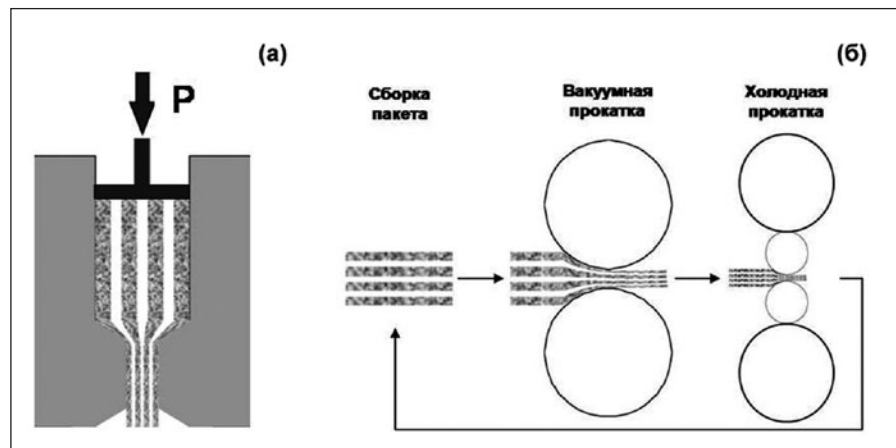 (а)
P
(б)
Сборка
пакета
Вакуумная
прокатка
Холодная
прокатка